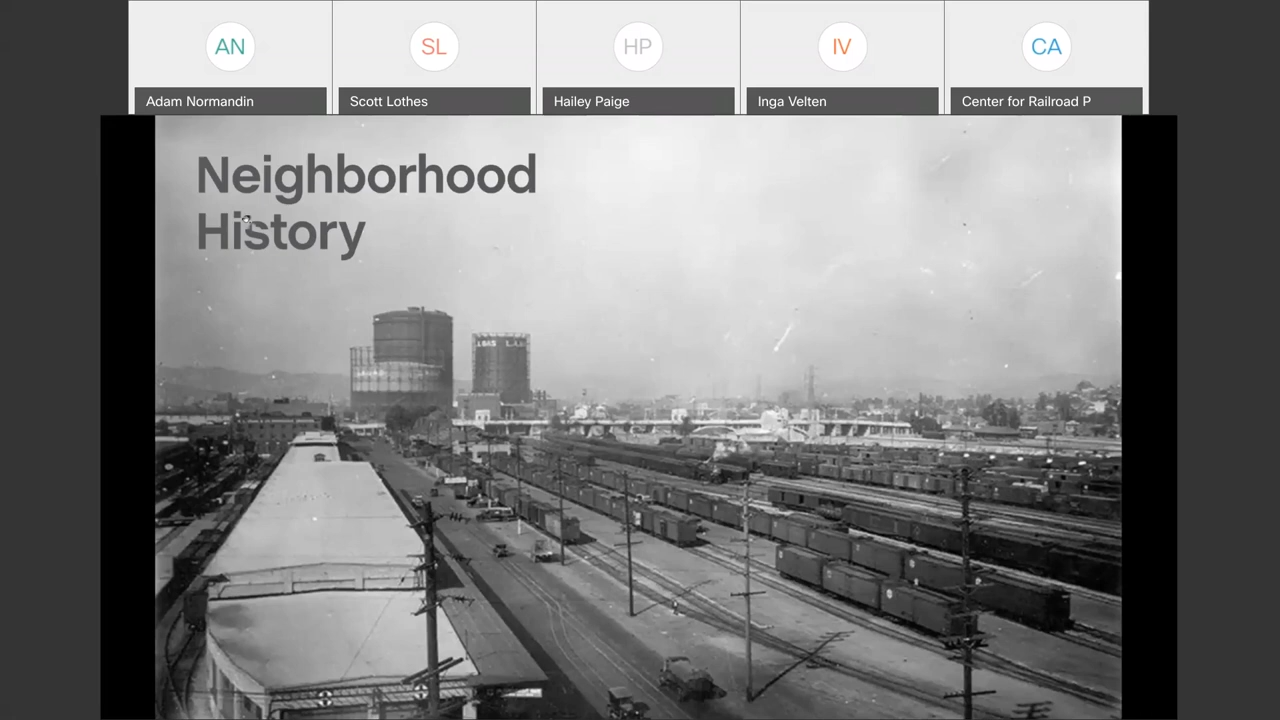 AN
SL
HP
IV
CA
Adam Normandin
Scott Lothes
Hailey Paige
Inga Velten
Center for Railroad P
Neighborhood
History